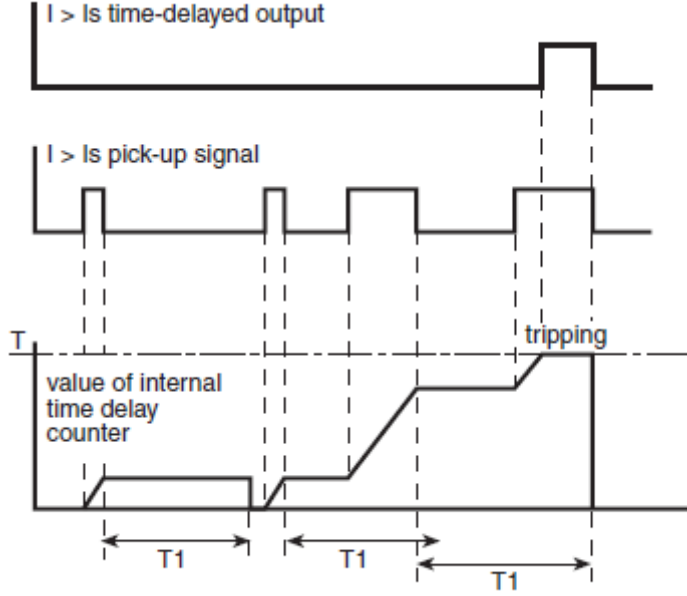 I > Is time-delayed output
I > Is pick-up signal
T
tripping
value of internal
time delay
counter
T1
T1
T1